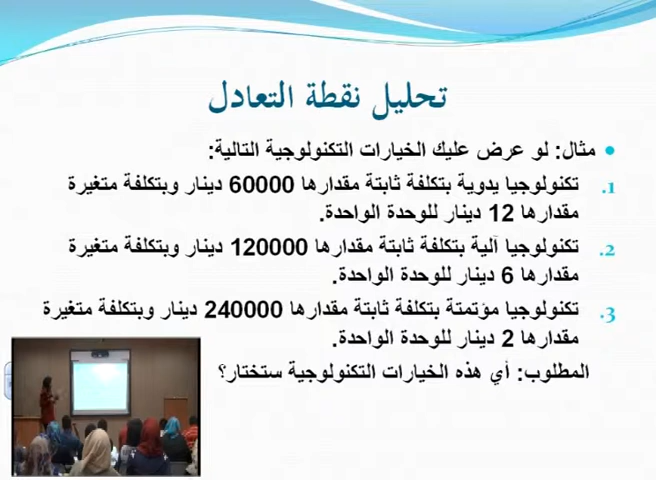 تحليل نقطة التعادل
مثال: لو عرض عليك الخيارات التكنولوجية التالية:
1. تكنولوجيا يدوية بتكلفة ثابتة مقدارها 60000 دينار وبتكلفة متغيرة
مقدارها 12 دينار للوحدة الواحدة.
2. تكنولوجيا آلية بتكلفة ثابتة مقدارها 120000 دينار وبتكلفة متغيرة
مقدارها 6 دينار للوحدة الواحدة.
3. تكنولوجيا مؤتمتة بتكلفة ثابتة مقدارها 240000 دينار وبتكلفة متغيرة
مقدارها 2 دينار للوحدة الواحدة.
المطلوب: أي هذه الخيارات التكنولوجية ستختار؟